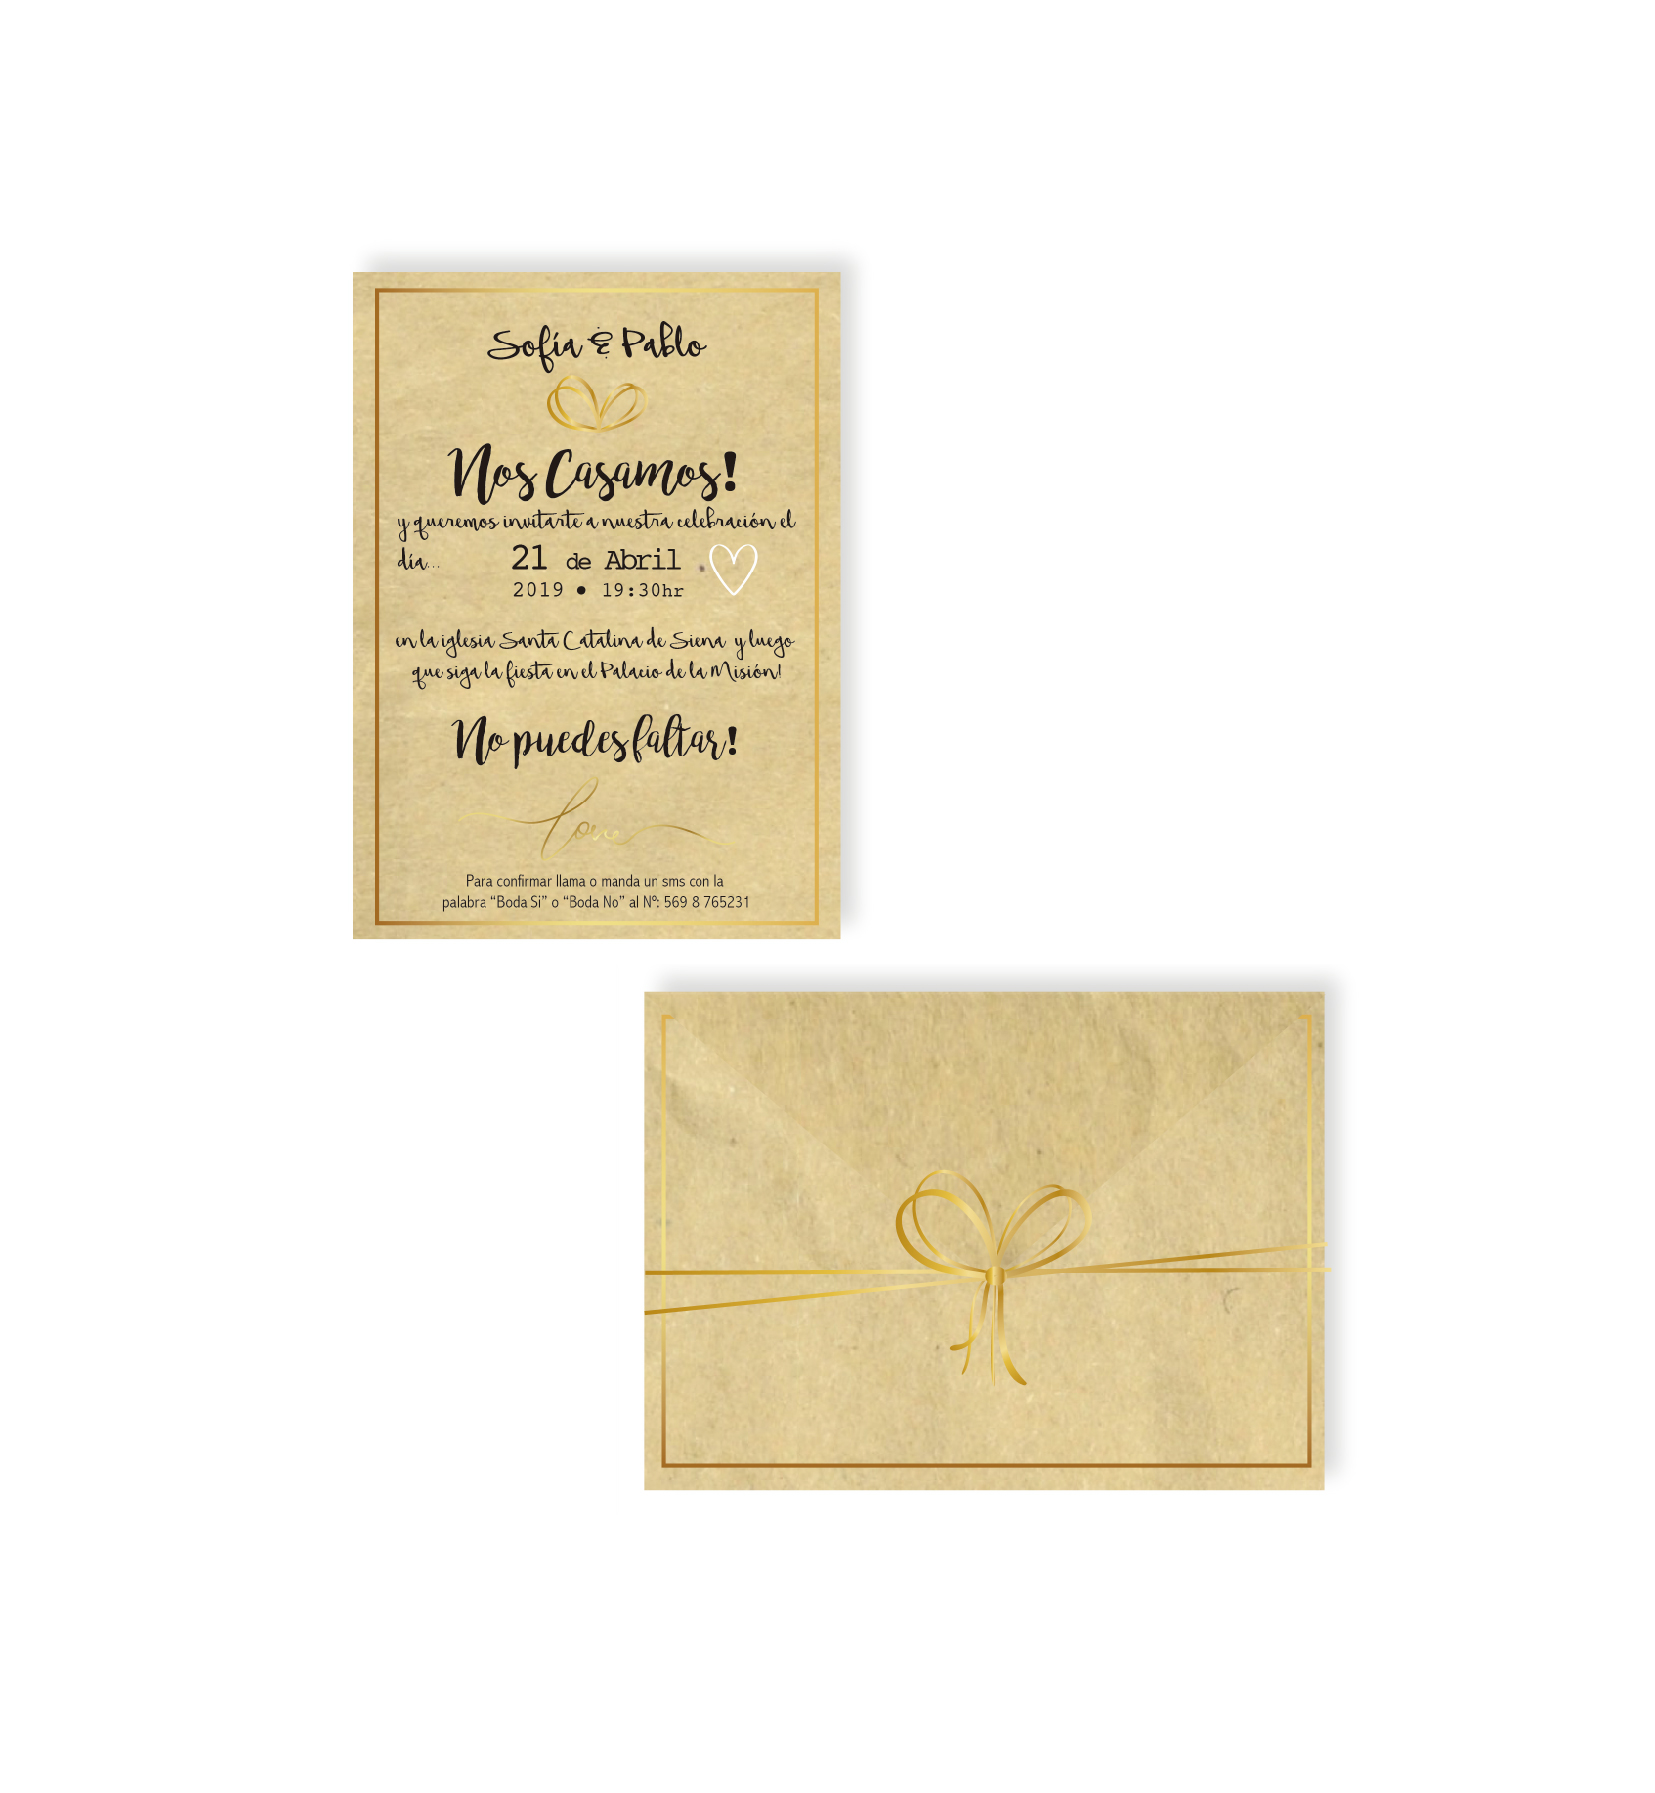 Sofía & Pablo
Nos Casamos!
y queremos invitarte a nuestra celebración el
día... 21 de Abril
2019 • 19:30hr
en la iglesia Santa Catalina de Siena y luego
que siga la fiesta en el Palacio de la Misión!
No puedes faltar!
love
Para confirmar llama o manda un sms con la
palabra “Boda Si” o “Boda No” al Nº: 569 8 765231